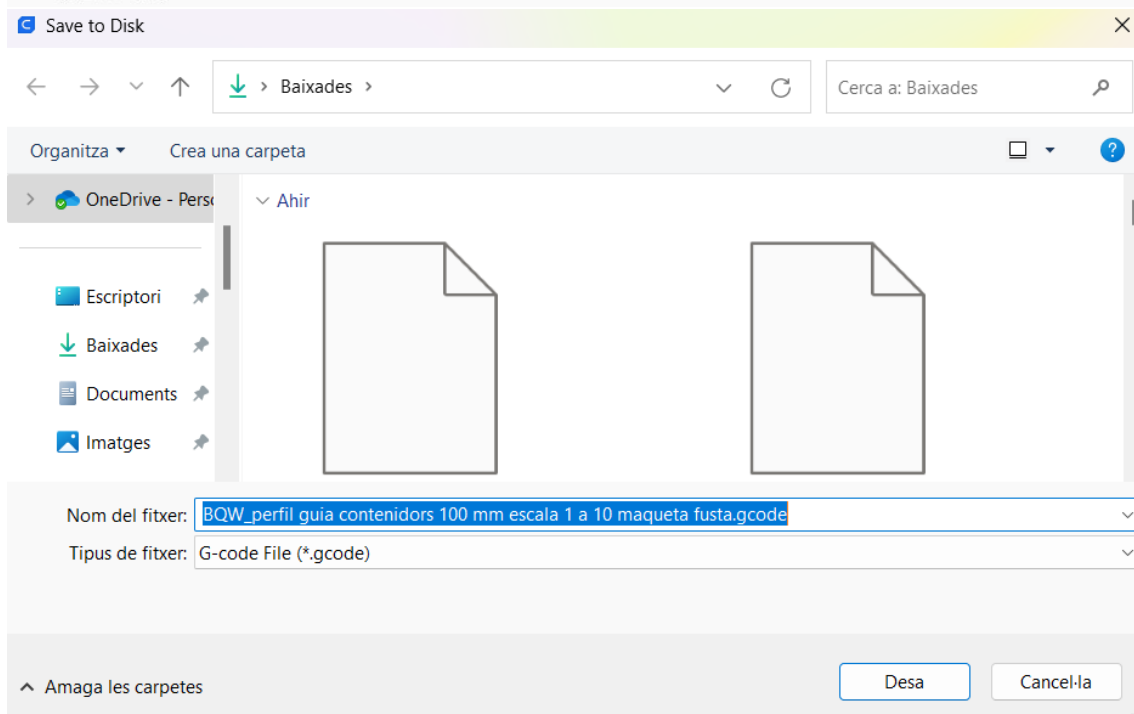 Save to Disk
Baixades
Cerca a: Baixades
Organitza
Crea una carpeta
OneDrive - Perso
Ahir
Escriptori
Baixades
Documents
Imatges
Nom del fitxer: BQW_perfil guia contenidors 100 mm escala 1 a 10 maqueta fusta.gcode
Tipus de fitxer: G-code File (*.gcode)
Amaga les carpetes
Desa
Cancel·la